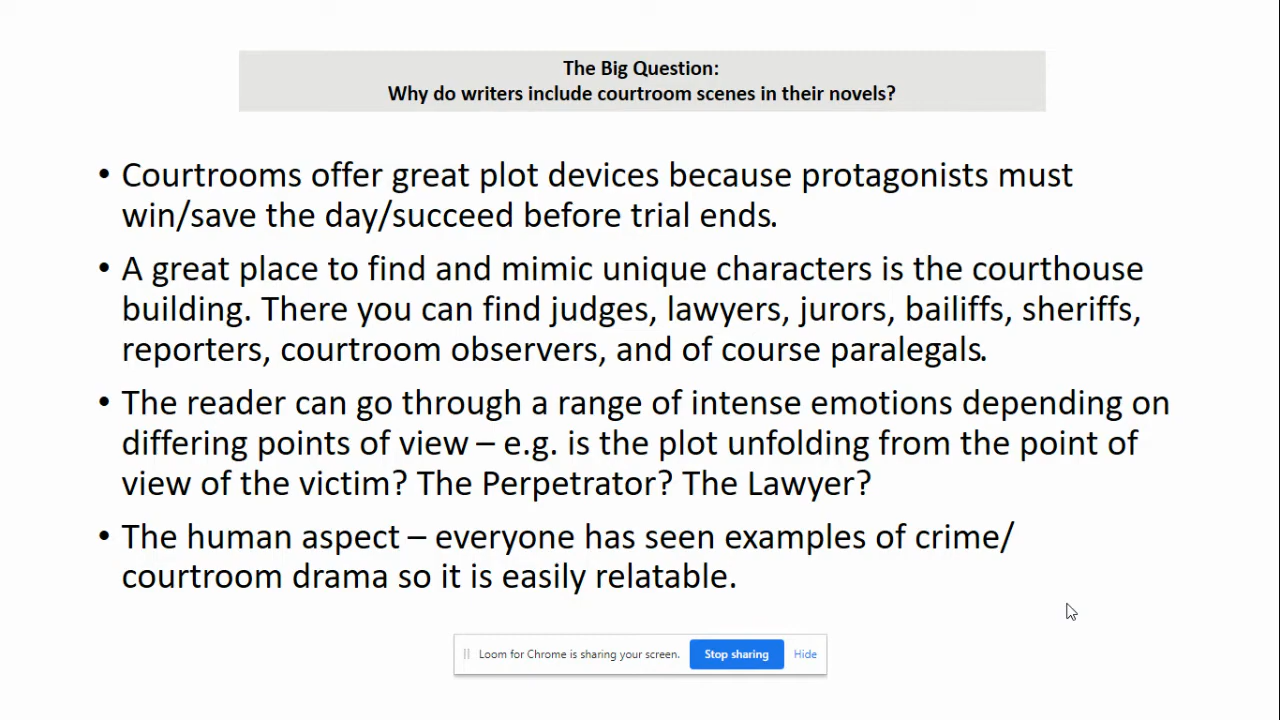 The Big Question:
Why do writers include courtroom scenes in their novels?
• Courtrooms offer great plot devices because protagonists must
win/save the day/succeed before trial ends.
• A great place to find and mimic unique characters is the courthouse
building. There you can find judges, lawyers, jurors, bailiffs, sheriffs,
reporters, courtroom observers, and of course paralegals.
• The reader can go through a range of intense emotions depending on
differing points of view – e.g. is the plot unfolding from the point of
view of the victim? The Perpetrator? The Lawyer?
• The human aspect – everyone has seen examples of crime/
courtroom drama so it is easily relatable.
Loom for Chrome is sharing your screen. Stop sharing Hide